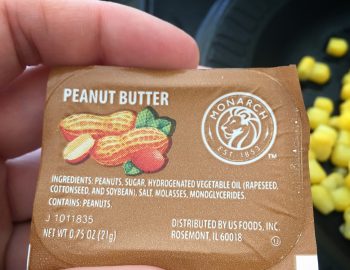 PEANUT BUTTER
MONARCH
EST. 1853
INGREDIENTS: PEANUTS, SUGAR, HYDROGENATED VEGETABLE OIL (RAPESEED,
COTTONSEED, AND SOYBEAN), SALT, MOLASSES, MONOGLYCERIDES.
CONTAINS: PEANUTS.
J 1011835
DISTRIBUTED BY US FOODS, INC.
NET WT 0.75 OZ (21g)
ROSEMONT, IL 60018